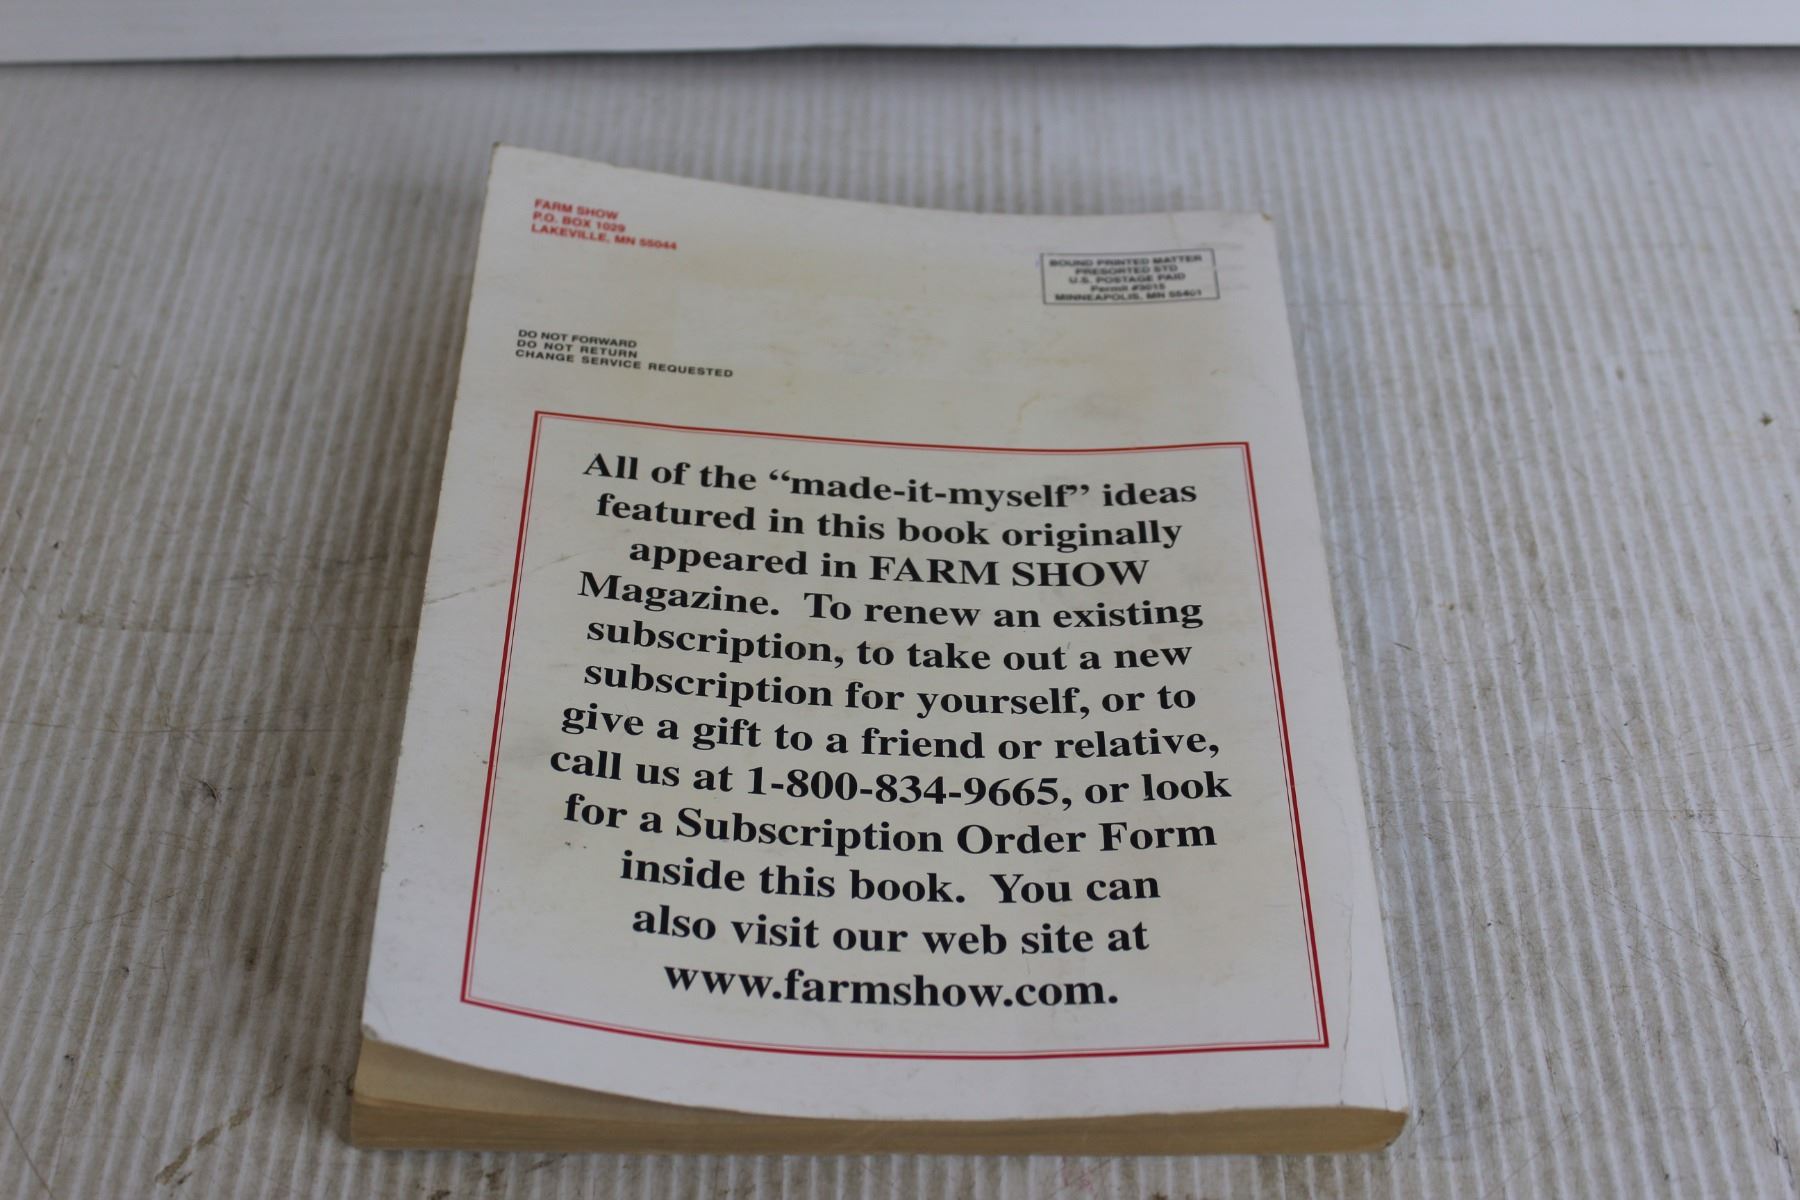 FARM SHOW
P.O. BOX 1029
LAKEVILLE, MN 55044
BOUND PRINTED MATTER
PRESORTED STD
U.S. POSTAGE PAID
Permit #3015
MINNEAPOLIS, MN 55401
DO NOT FORWARD
DO NOT RETURN
CHANGE SERVICE REQUESTED
All of the “made-it-myself” ideas
featured in this book originally
appeared in FARM SHOW
Magazine. To renew an existing
subscription, to take out a new
subscription for yourself, or to
give a gift to a friend or relative,
call us at 1-800-834-9665, or look
for a Subscription Order Form
inside this book. You can
also visit our web site at
www.farmshow.com.